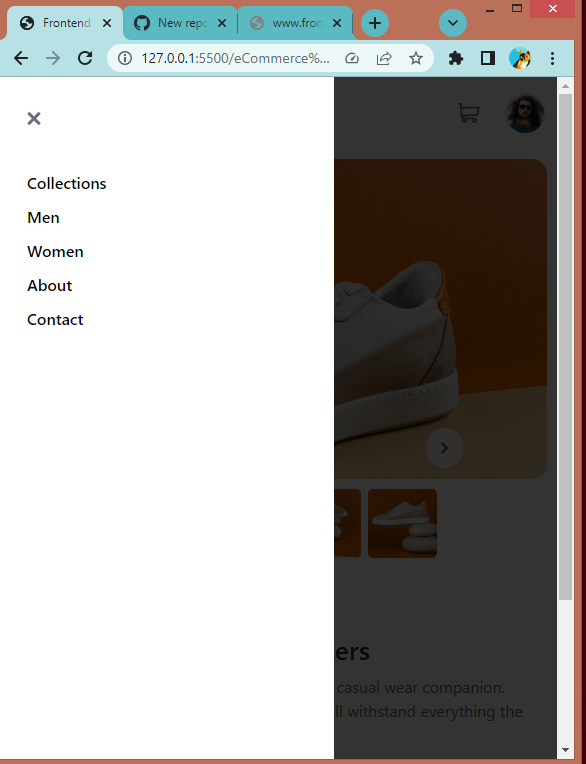 Frontend
New repo
www.fron
127.0.0.1:5500/eCommerce%...
Collections
Men
Women
About
Contact
ers
casual wear companion.
ll withstand everything the